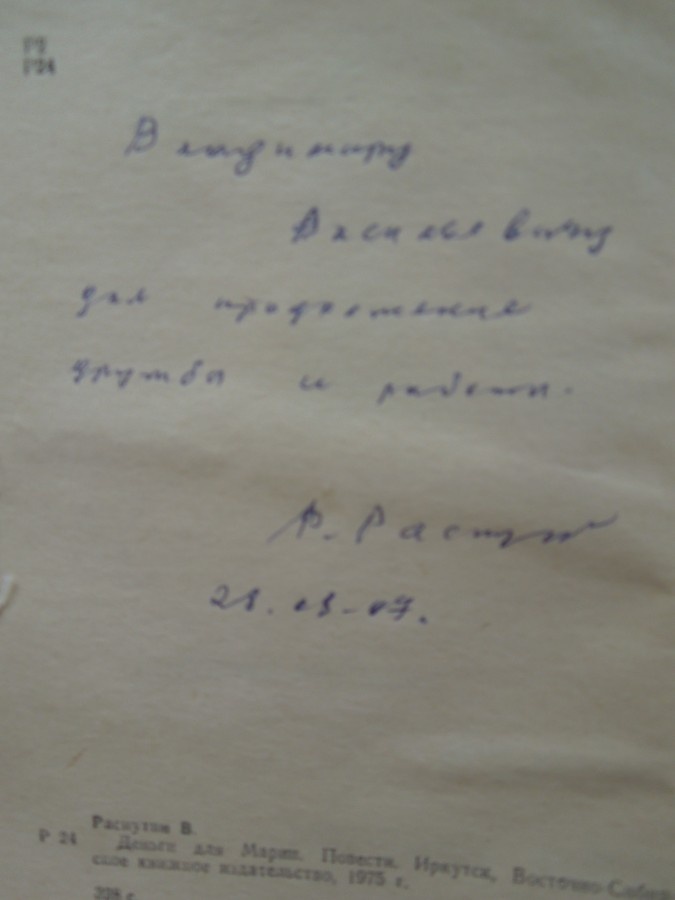 Р2
Р24
Владимиру
Васильевичу
для продолжения
дружбы и работы.
В. Распутин
28.03-07.
Распутин В.
Р 24 Деньги для Марии. Повести. Иркутск, Восточно-Сибир-
ское книжное издательство, 1975 г.
328 с.